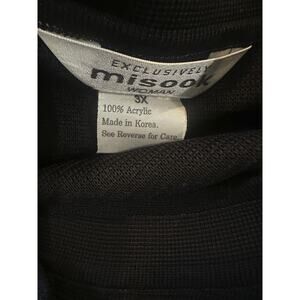 EXCLUSIVELY
misook
WOMAN
3X
100% Acrylic
Made in Korea.
See Reverse for Care